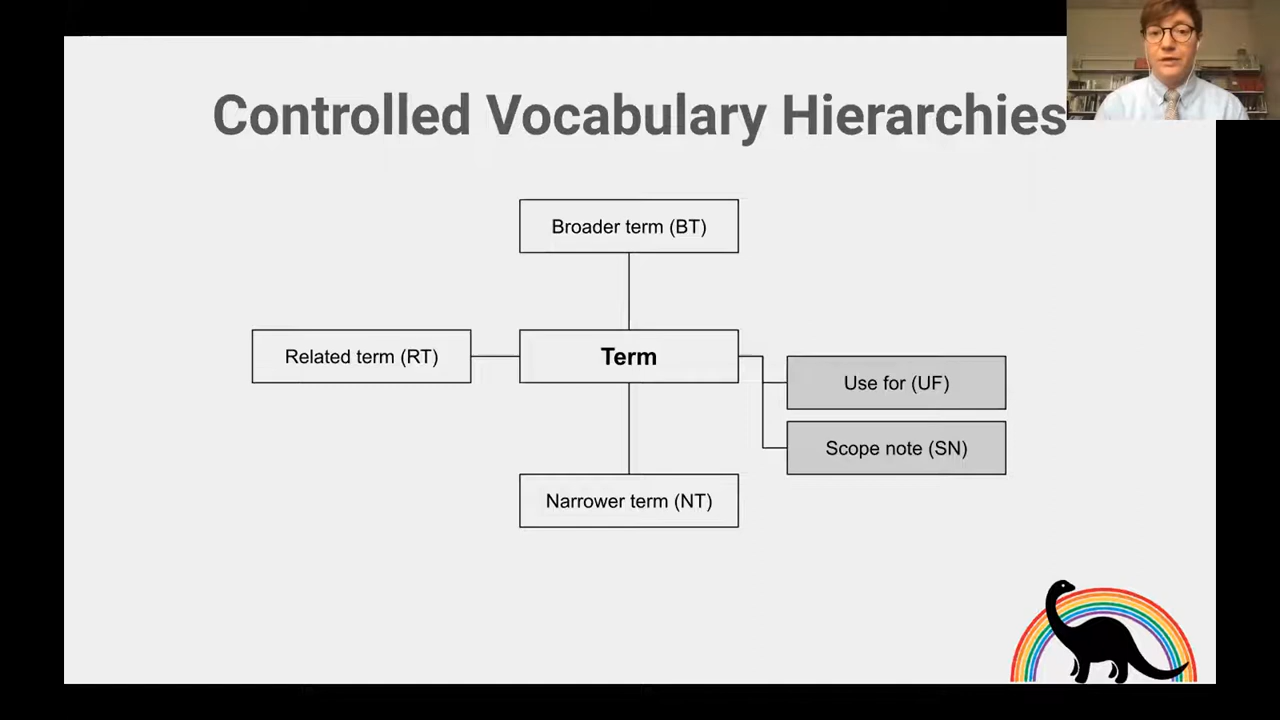 Controlled Vocabulary Hierarchies
Broader term (BT)
Related term (RT)
Term
Use for (UF)
Scope note (SN)
Narrower term (NT)